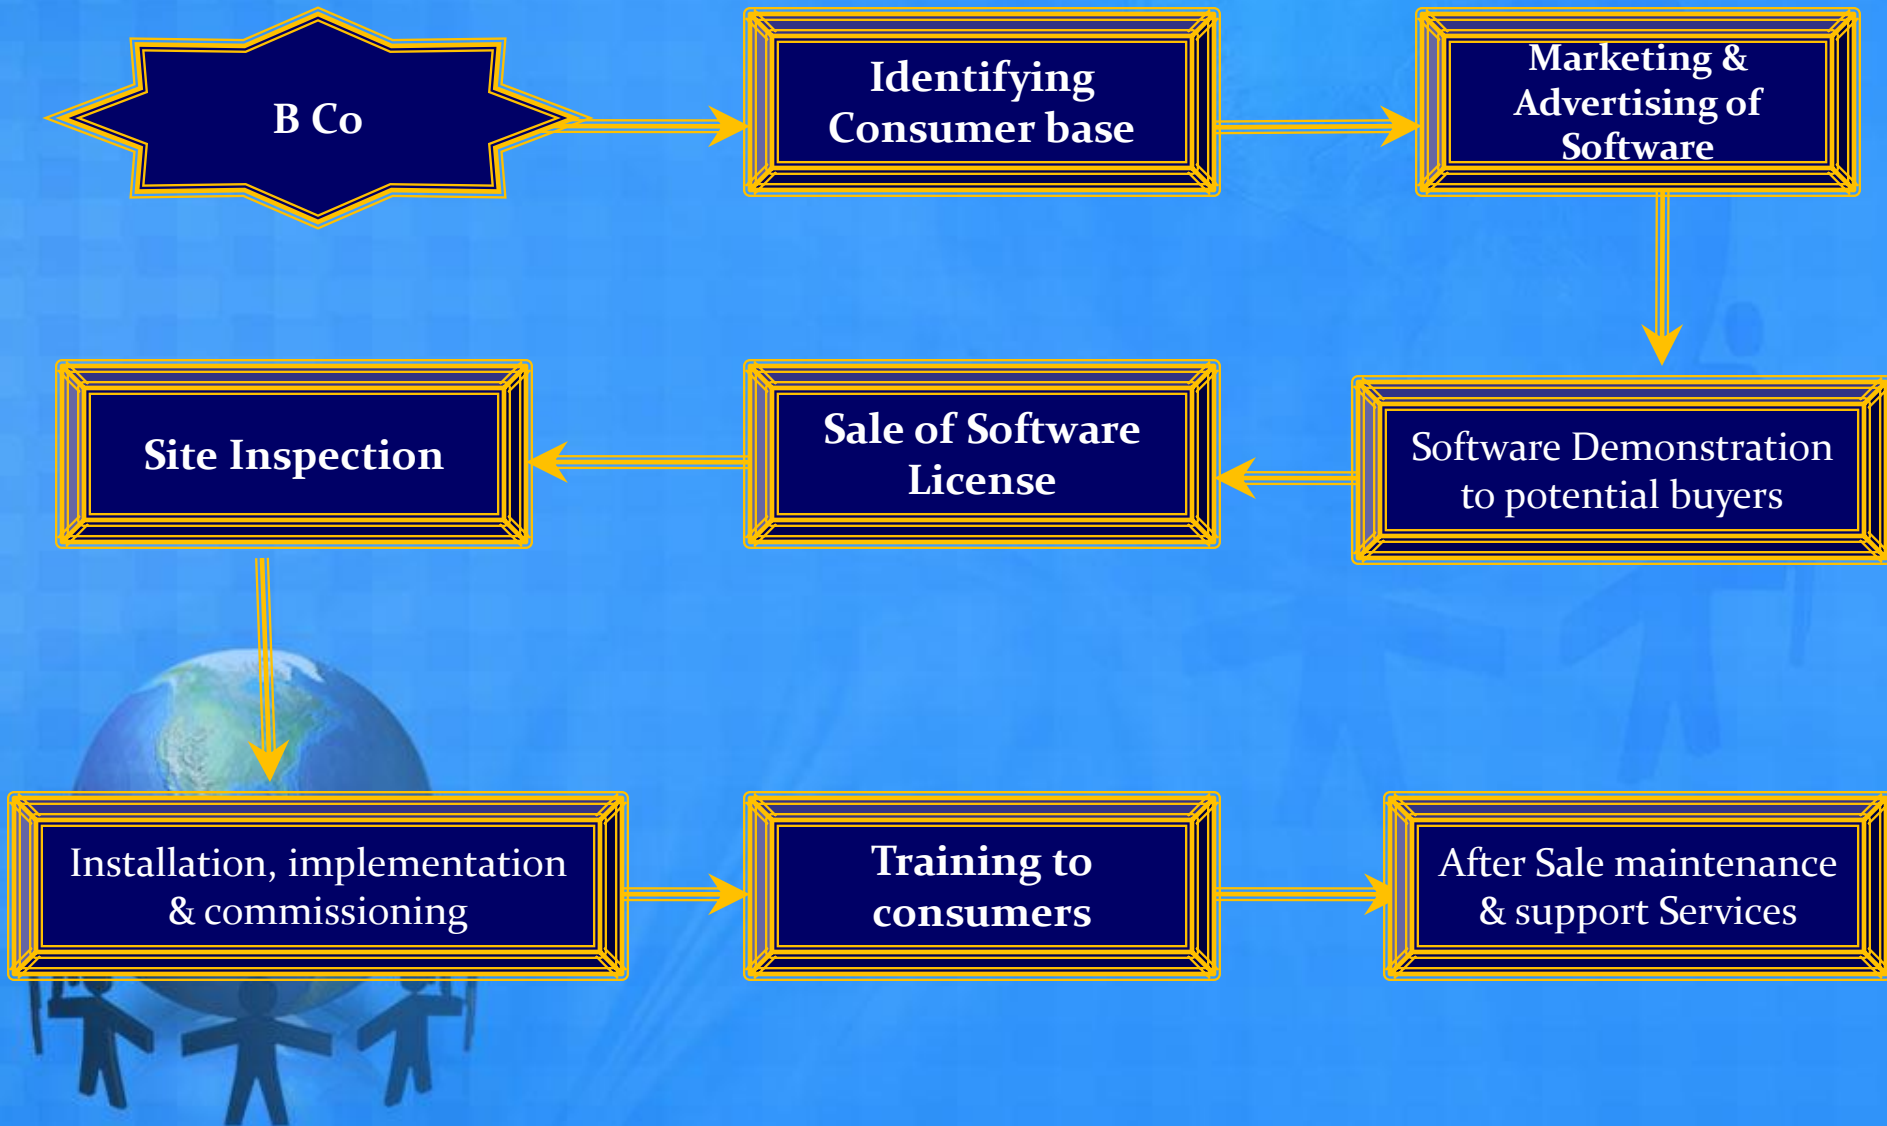 B Co
Identifying
Consumer base
Marketing &
Advertising of
Software
Site Inspection
Sale of Software
License
Software Demonstration
to potential buyers
Installation, implementation
& commissioning
Training to
consumers
After Sale maintenance
& support Services